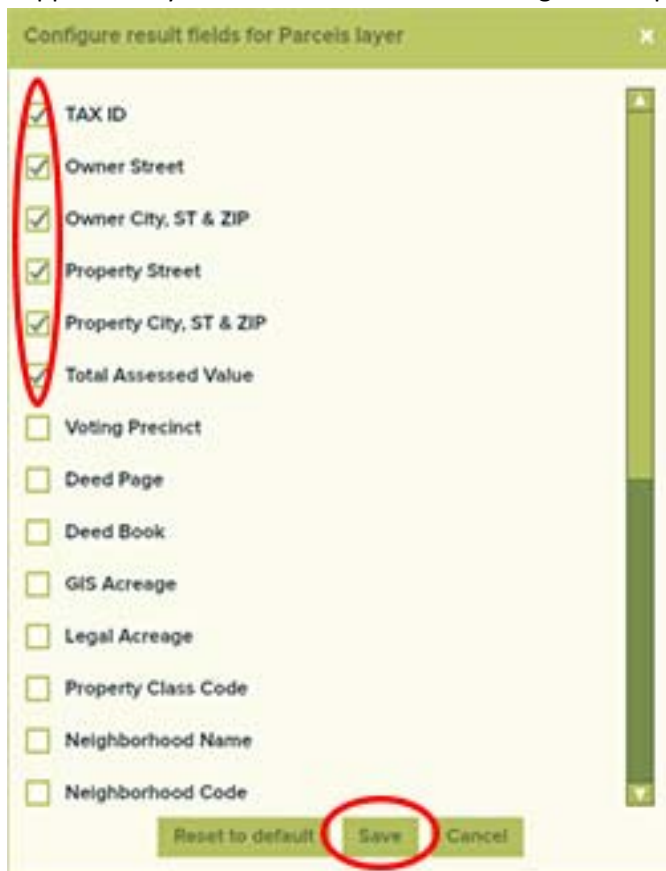 Configure result fields for Parcels layer
TAX ID
Owner Street
Owner City, ST & ZIP
Property Street
Property City, ST & ZIP
Total Assessed Value
Voting Precinct
Deed Page
Deed Book
GIS Acreage
Legal Acreage
Property Class Code
Neighborhood Name
Neighborhood Code
Reset to default Save Cancel